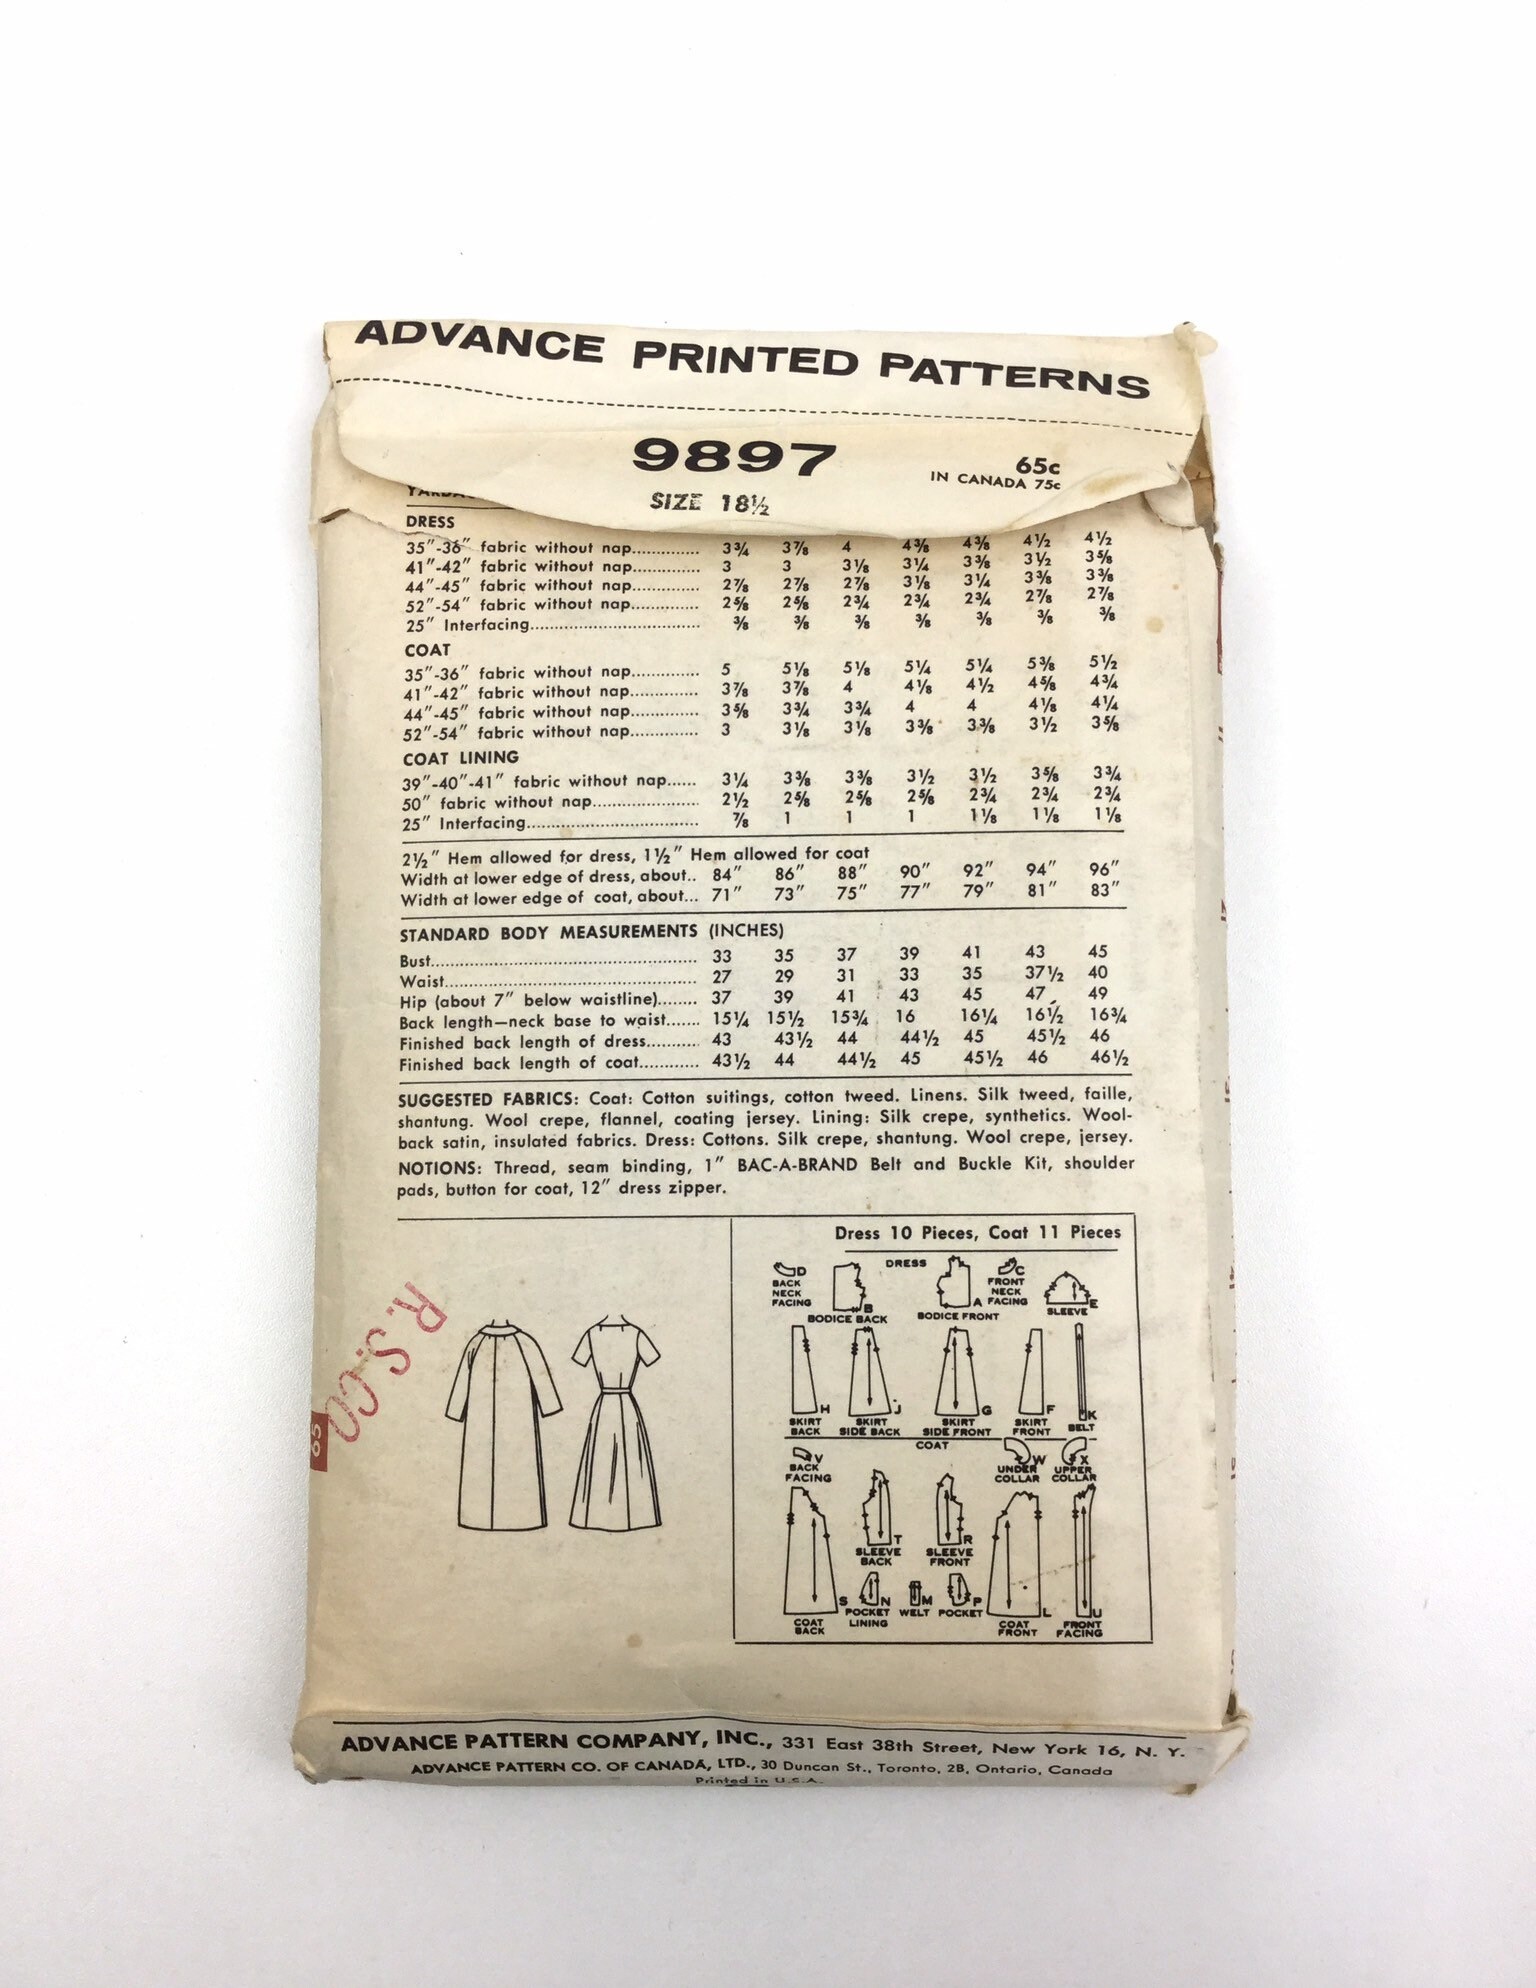 ADVANCE PRINTED PATTERNS
9897
65c
IN CANADA 75c
SIZE 18½
DRESS
35"-36" fabric without nap.............. 3¾ 3⅞ 4 4⅜ 4⅜ 4½ 4½
41"-42" fabric without nap.............. 3 3 3⅛ 3¼ 3⅜ 3½ 3⅝
44"-45" fabric without nap.............. 2⅞ 2⅞ 2⅞ 3⅛ 3¼ 3⅜ 3⅜
52"-54" fabric without nap.............. 2⅝ 2⅝ 2¾ 2¾ 2¾ 2⅞ 2⅞
25" Interfacing................................... ⅜ ⅜ ⅜ ⅜ ⅜ ⅜ ⅜
COAT
35"-36" fabric without nap.............. 5 5⅛ 5⅛ 5¼ 5¼ 5⅜ 5½
41"-42" fabric without nap.............. 3⅞ 3⅞ 4 4⅛ 4½ 4⅝ 4¾
44"-45" fabric without nap.............. 3⅝ 3¾ 3¾ 4 4 4⅛ 4¼
52"-54" fabric without nap.............. 3 3⅛ 3⅛ 3⅜ 3⅜ 3½ 3⅝
COAT LINING
39"-40"-41" fabric without nap...... 3¼ 3⅜ 3⅜ 3½ 3½ 3⅝ 3¾
50" fabric without nap...................... 2½ 2⅝ 2⅝ 2⅝ 2¾ 2¾ 2¾
25" Interfacing................................... ⅞ 1 1 1 1⅛ 1⅛ 1⅛
2½" Hem allowed for dress, 1½" Hem allowed for coat
Width at lower edge of dress, about.. 84" 86" 88" 90" 92" 94" 96"
Width at lower edge of coat, about... 71" 73" 75" 77" 79" 81" 83"
STANDARD BODY MEASUREMENTS (INCHES)
Bust.................................................... 33 35 37 39 41 43 45
Waist.................................................. 27 29 31 33 35 37½ 40
Hip (about 7" below waistline)........ 37 39 41 43 45 47 49
Back length—neck base to waist....... 15¼ 15½ 15¾ 16 16¼ 16½ 16¾
Finished back length of dress........... 43 43½ 44 44½ 45 45½ 46
Finished back length of coat............ 43½ 44 44½ 45 45½ 46 46½
SUGGESTED FABRICS: Coat: Cotton suitings, cotton tweed. Linens. Silk tweed, faille,
shantung. Wool crepe, flannel, coating jersey. Lining: Silk crepe, synthetics. Wool-
back satin, insulated fabrics. Dress: Cottons. Silk crepe, shantung. Wool crepe, jersey.
NOTIONS: Thread, seam binding, 1" BAC-A-BRAND Belt and Buckle Kit, shoulder
pads, button for coat, 12" dress zipper.
Dress 10 Pieces, Coat 11 Pieces
DRESS
D
BACK
NECK
FACING
B
BODICE BACK
A
BODICE FRONT
C
FRONT
NECK
FACING
E
SLEEVE
H
SKIRT
BACK
J
SKIRT
SIDE BACK
G
SKIRT
SIDE FRONT
F
SKIRT
FRONT
K
BELT
COAT
V
BACK
FACING
W
UNDER
COLLAR
X
UPPER
COLLAR
T
SLEEVE
BACK
R
SLEEVE
FRONT
S
COAT
BACK
N
POCKET
LINING
M
WELT
P
POCKET
L
COAT
FRONT
U
FRONT
FACING
R.S.CO
65
ADVANCE PATTERN COMPANY, INC., 331 East 38th Street, New York 16, N. Y.
ADVANCE PATTERN CO. OF CANADA, LTD., 30 Duncan St., Toronto, 2B, Ontario, Canada
Printed in U.S.A.